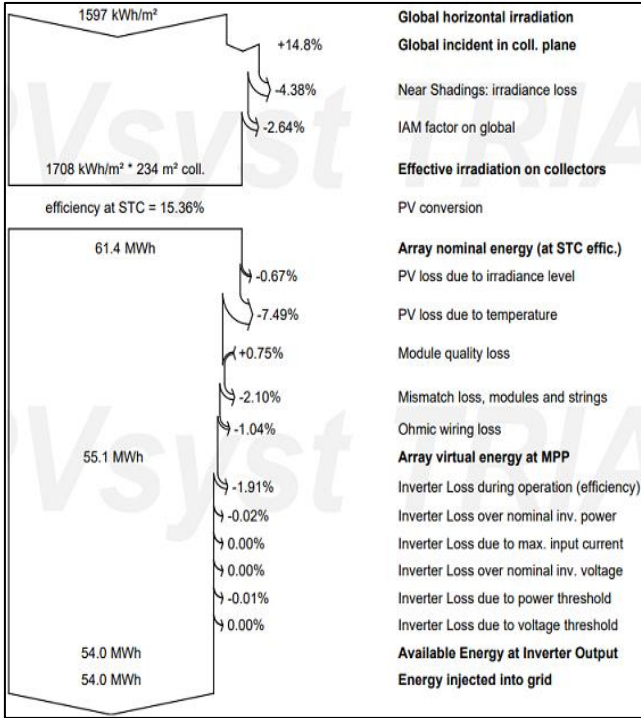 1597 kWh/m² Global horizontal irradiation
+14.8% Global incident in coll. plane
-4.38% Near Shadings: irradiance loss
-2.64% IAM factor on global
1708 kWh/m² * 234 m² coll. Effective irradiation on collectors
efficiency at STC = 15.36% PV conversion
61.4 MWh Array nominal energy (at STC effic.)
-0.67% PV loss due to irradiance level
-7.49% PV loss due to temperature
+0.75% Module quality loss
-2.10% Mismatch loss, modules and strings
-1.04% Ohmic wiring loss
55.1 MWh Array virtual energy at MPP
-1.91% Inverter Loss during operation (efficiency)
-0.02% Inverter Loss over nominal inv. power
0.00% Inverter Loss due to max. input current
0.00% Inverter Loss over nominal inv. voltage
-0.01% Inverter Loss due to power threshold
0.00% Inverter Loss due to voltage threshold
54.0 MWh Available Energy at Inverter Output
54.0 MWh Energy injected into grid
PVsyst TRIA
PVsyst TRIA